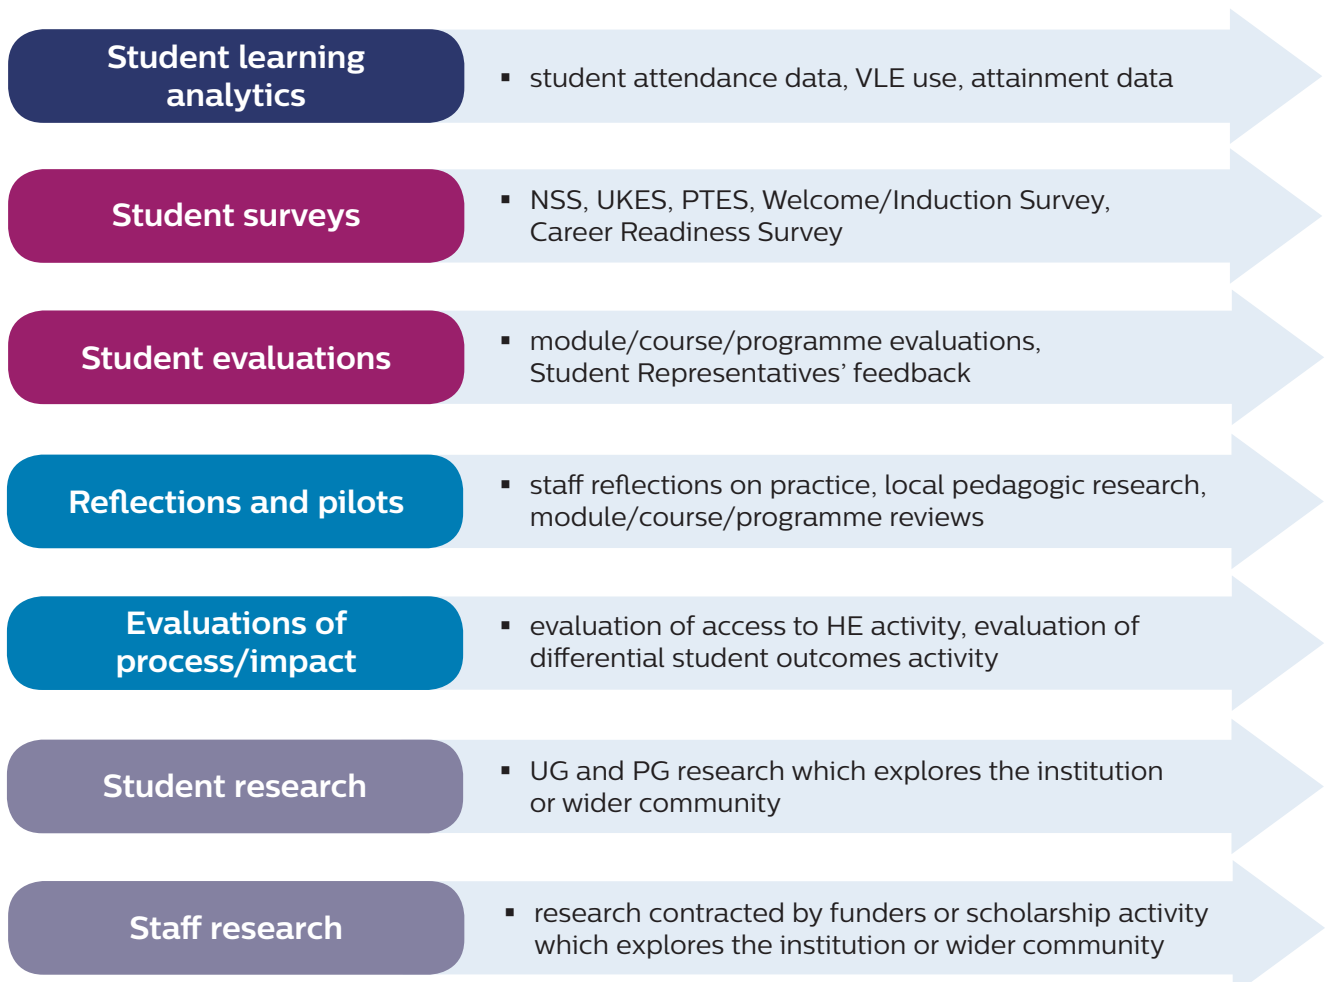 Student learning
analytics
▪ student attendance data, VLE use, attainment data
Student surveys
▪ NSS, UKES, PTES, Welcome/Induction Survey,
Career Readiness Survey
Student evaluations
▪ module/course/programme evaluations,
Student Representatives’ feedback
Reflections and pilots
▪ staff reflections on practice, local pedagogic research,
module/course/programme reviews
Evaluations of
process/impact
▪ evaluation of access to HE activity, evaluation of
differential student outcomes activity
Student research
▪ UG and PG research which explores the institution
or wider community
Staff research
▪ research contracted by funders or scholarship activity
which explores the institution or wider community